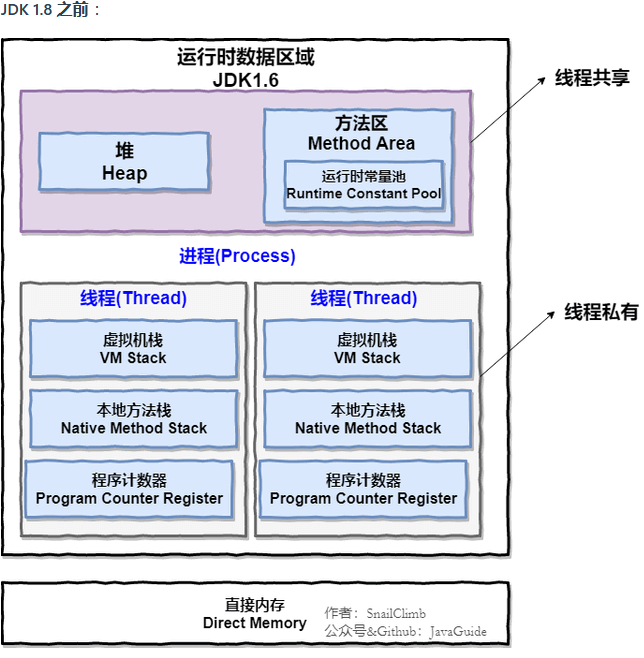 JDK 1.8 之前：
运行时数据区域
JDK1.6
线程共享
堆
Heap
方法区
Method Area
运行时常量池
Runtime Constant Pool
进程(Process)
线程(Thread)
虚拟机栈
VM Stack
本地方法栈
Native Method Stack
程序计数器
Program Counter Register
线程(Thread)
虚拟机栈
VM Stack
本地方法栈
Native Method Stack
程序计数器
Program Counter Register
线程私有
直接内存
Direct Memory
作者：SnailClimb
公众号&Github：JavaGuide